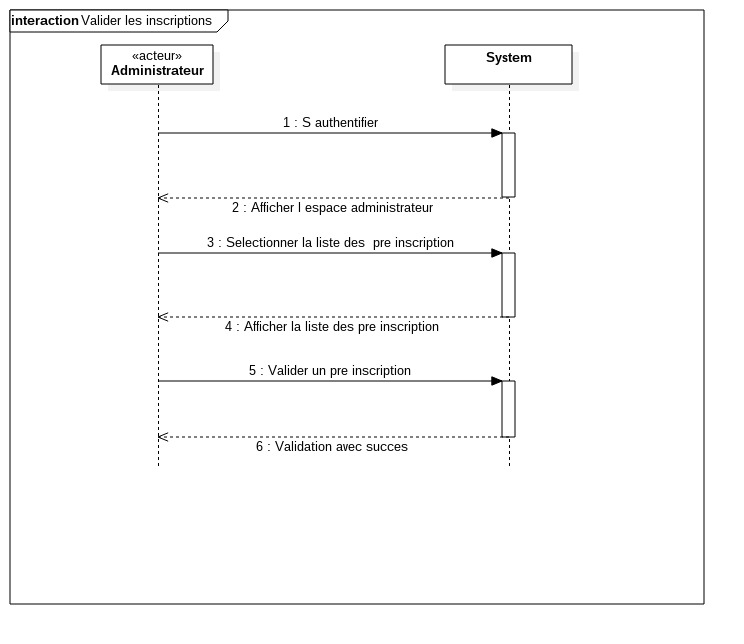 interaction Valider les inscriptions
«acteur»
Administrateur
System
1 : S authentifier
2 : Afficher l espace administrateur
3 : Selectionner la liste des  pre inscription
4 : Afficher la liste des pre inscription
5 : Valider un pre inscription
6 : Validation avec succes